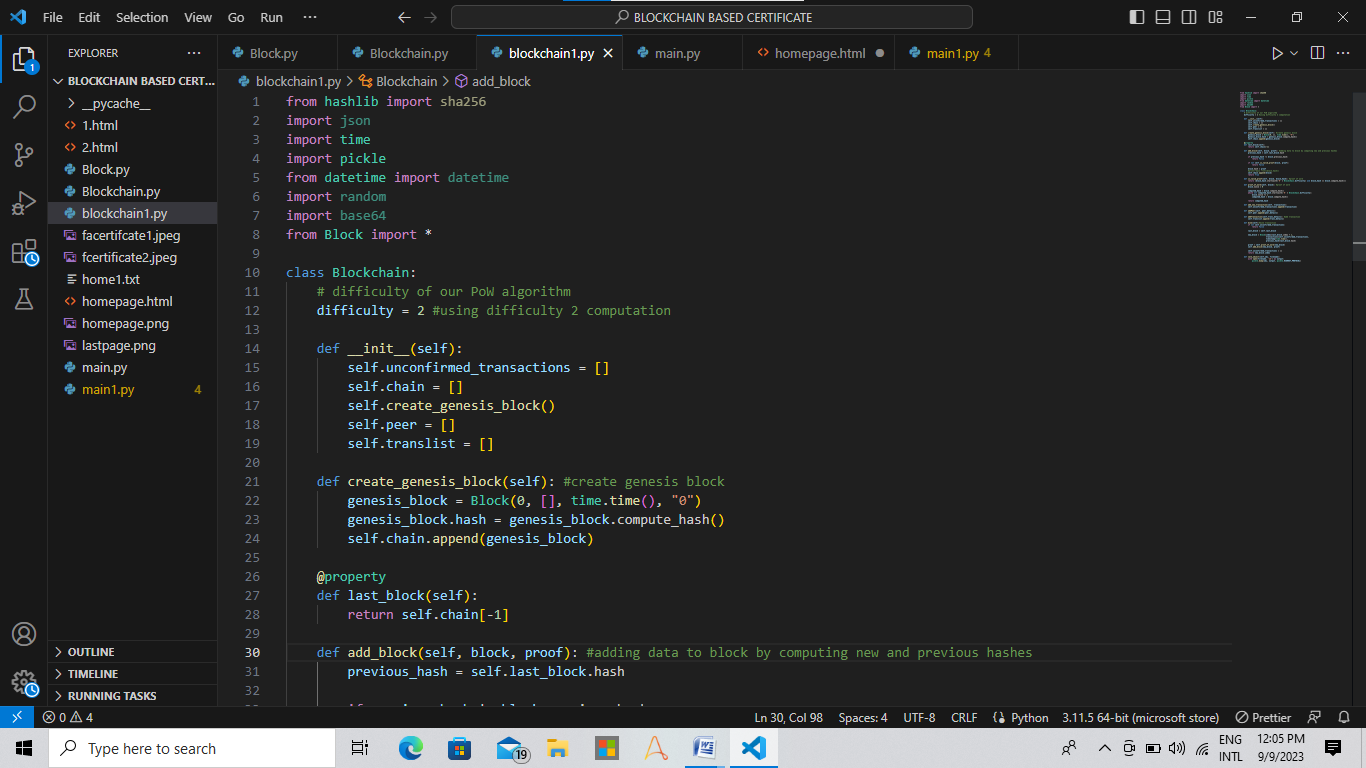 File Edit Selection View Go Run ··· BLOCKCHAIN BASED CERTIFICATE
EXPLORER ···
Block.py Blockchain.py blockchain1.py main.py homepage.html main1.py 4
BLOCKCHAIN BASED CERT...
__pycache__
1.html
2.html
Block.py
Blockchain.py
blockchain1.py
facertifcate1.jpeg
fcertificate2.jpeg
home1.txt
homepage.html
homepage.png
lastpage.png
main.py
main1.py 4
OUTLINE
TIMELINE
RUNNING TASKS
1
blockchain1.py > Blockchain > add_block
1 from hashlib import sha256
2 import json
3 import time
4 import pickle
5 from datetime import datetime
6 import random
7 import base64
8 from Block import *
9
10 class Blockchain:
11 # difficulty of our PoW algorithm
12 difficulty = 2 #using difficulty 2 computation
13
14 def __init__(self):
15 self.unconfirmed_transactions = []
16 self.chain = []
17 self.create_genesis_block()
18 self.peer = []
19 self.translist = []
20
21 def create_genesis_block(self): #create genesis block
22 genesis_block = Block(0, [], time.time(), "0")
23 genesis_block.hash = genesis_block.compute_hash()
24 self.chain.append(genesis_block)
25
26 @property
27 def last_block(self):
28 return self.chain[-1]
29
30 def add_block(self, block, proof): #adding data to block by computing new and previous hashes
31 previous_hash = self.last_block.hash
32
0 4 Ln 30, Col 98 Spaces: 4 UTF-8 CRLF Python 3.11.5 64-bit (microsoft store) Prettier
Type here to search 19 ENG 12:05 PM
INTL 9/9/2023